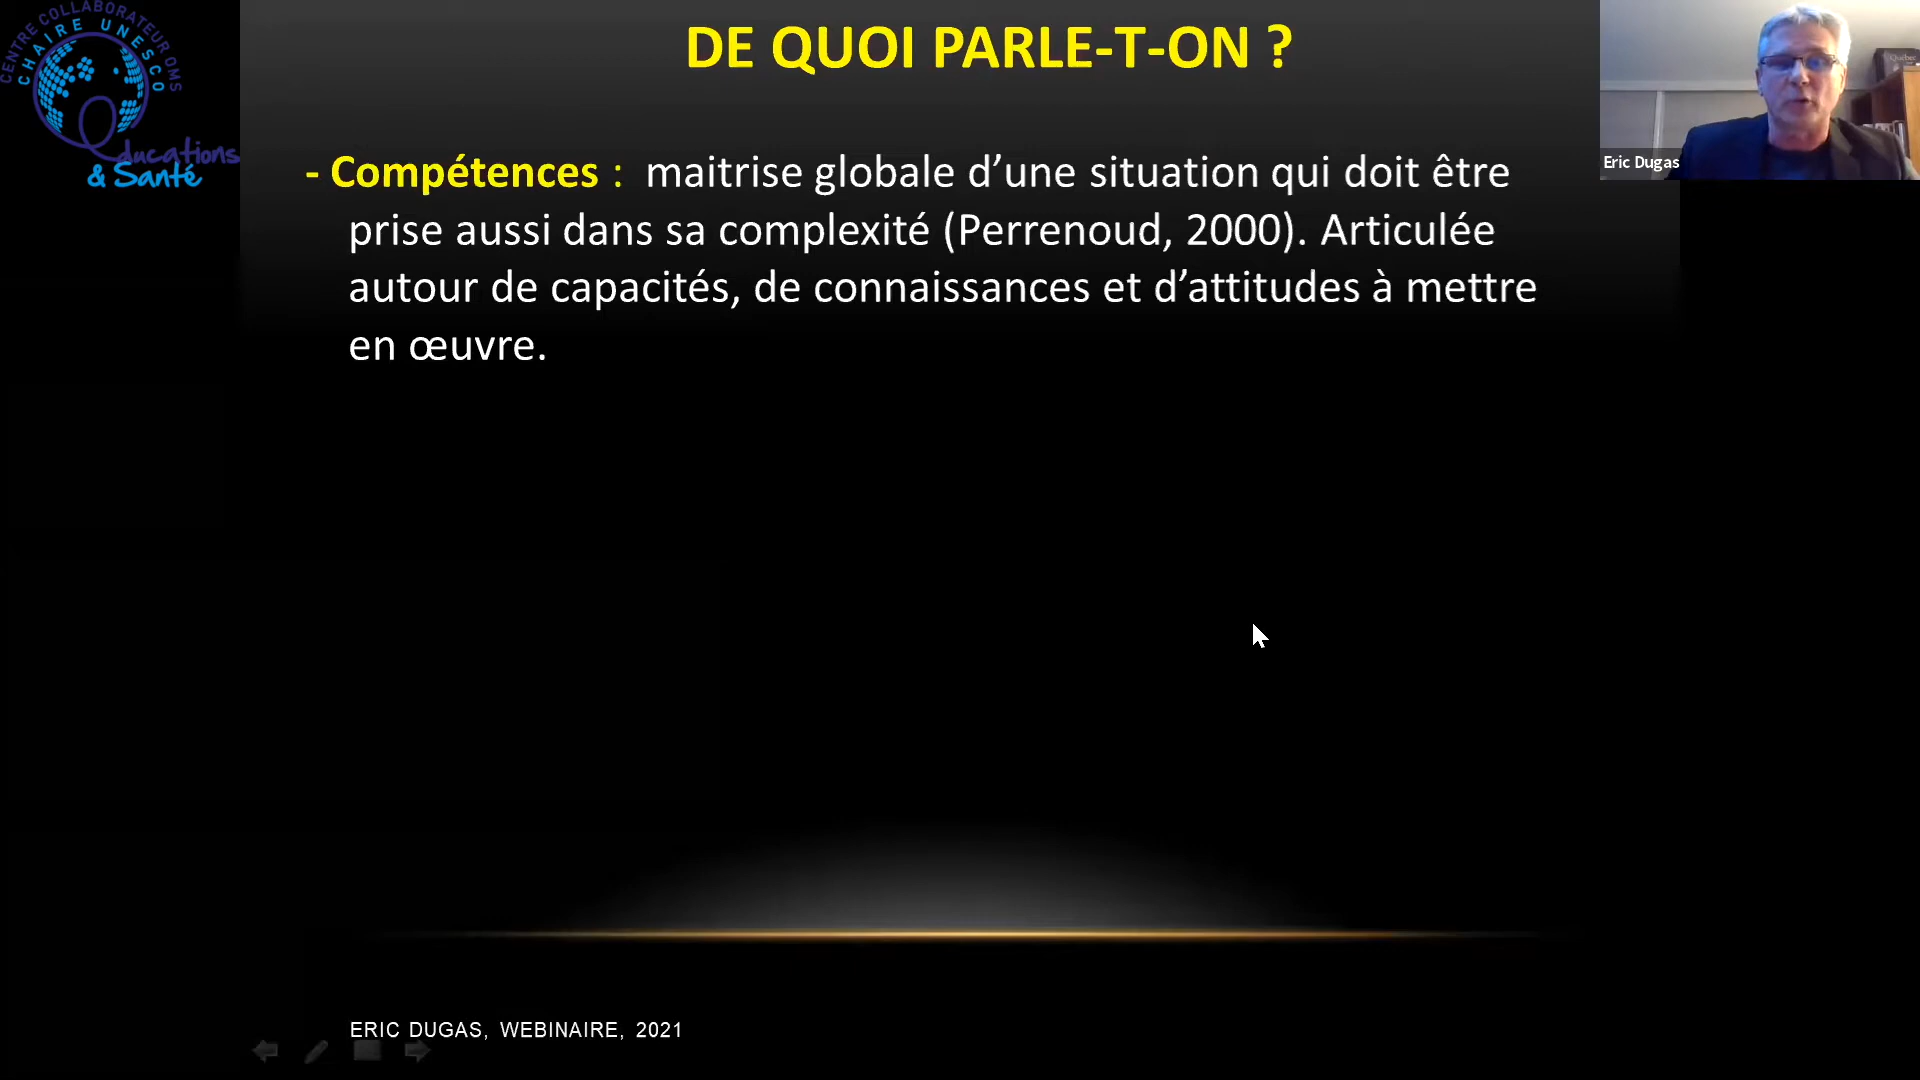 CENTRE COLLABORATEUR OMS
CHAIRE UNESCO
ducations
& Santé
DE QUOI PARLE-T-ON ?
Québec
Eric Dugas
- Compétences : maitrise globale d’une situation qui doit être
prise aussi dans sa complexité (Perrenoud, 2000). Articulée
autour de capacités, de connaissances et d’attitudes à mettre
en œuvre.
ERIC DUGAS, WEBINAIRE, 2021